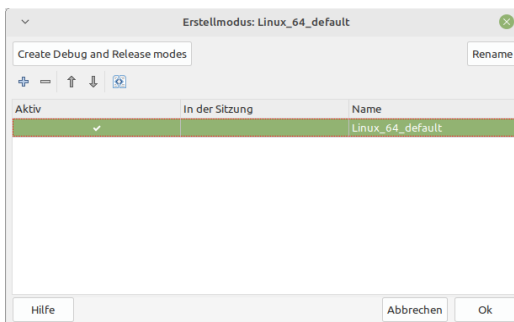 Erstellmodus: Linux_64_default
Create Debug and Release modes
Rename
Aktiv In der Sitzung Name
Linux_64_default
Hilfe Abbrechen Ok